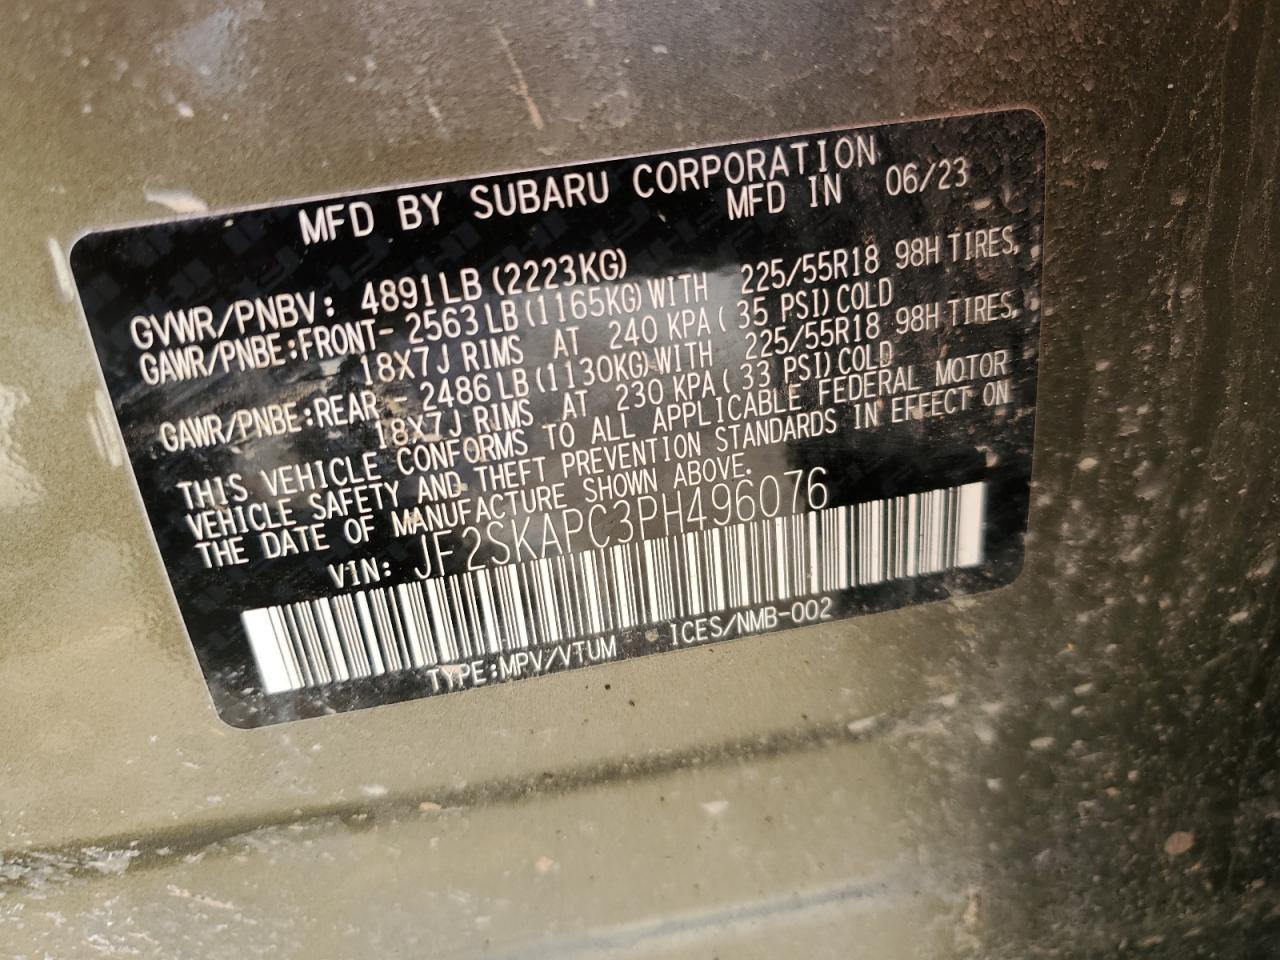 MFD BY SUBARU CORPORATION
MFD IN 06/23
GVWR/PNBV: 4891LB (2223KG)
GAWR/PNBE:FRONT- 2563LB(1165KG)WITH 225/55R18 98H TIRES,
18X7J RIMS AT 240 KPA( 35 PSI)COLD
GAWR/PNBE:REAR - 2486LB(1130KG)WITH 225/55R18 98H TIRES,
18X7J RIMS AT 230 KPA( 33 PSI)COLD
THIS VEHICLE CONFORMS TO ALL APPLICABLE FEDERAL MOTOR
VEHICLE SAFETY AND THEFT PREVENTION STANDARDS IN EFFECT ON
THE DATE OF MANUFACTURE SHOWN ABOVE.
VIN: JF2SKAPC3PH496076
TYPE:MPV/VTUM ICES/NMB-002